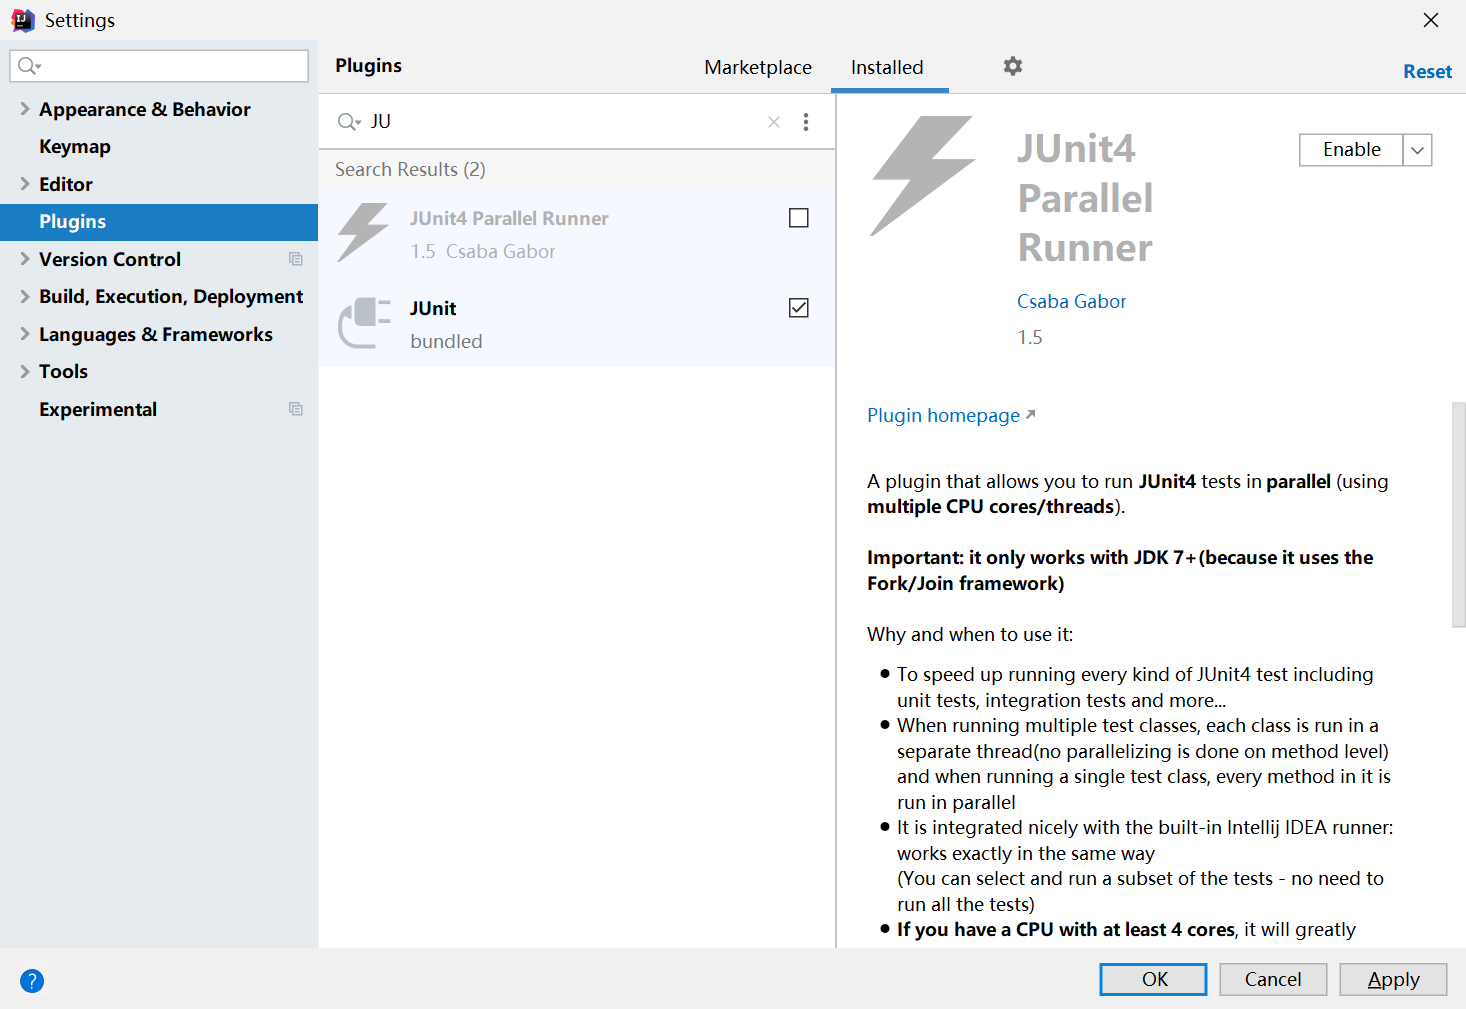 Settings
Plugins
Marketplace
Installed
Reset
Appearance & Behavior
Keymap
Editor
Plugins
Version Control
Build, Execution, Deployment
Languages & Frameworks
Tools
Experimental
JU
Search Results (2)
JUnit4 Parallel Runner
1.5 Csaba Gabor
JUnit
bundled
JUnit4
Parallel
Runner
Enable
Csaba Gabor
1.5
Plugin homepage
A plugin that allows you to run JUnit4 tests in parallel (using
multiple CPU cores/threads).
Important: it only works with JDK 7+(because it uses the
Fork/Join framework)
Why and when to use it:
To speed up running every kind of JUnit4 test including
unit tests, integration tests and more...
When running multiple test classes, each class is run in a
separate thread(no parallelizing is done on method level)
and when running a single test class, every method in it is
run in parallel
It is integrated nicely with the built-in Intellij IDEA runner:
works exactly in the same way
(You can select and run a subset of the tests - no need to
run all the tests)
If you have a CPU with at least 4 cores, it will greatly
?
OK
Cancel
Apply